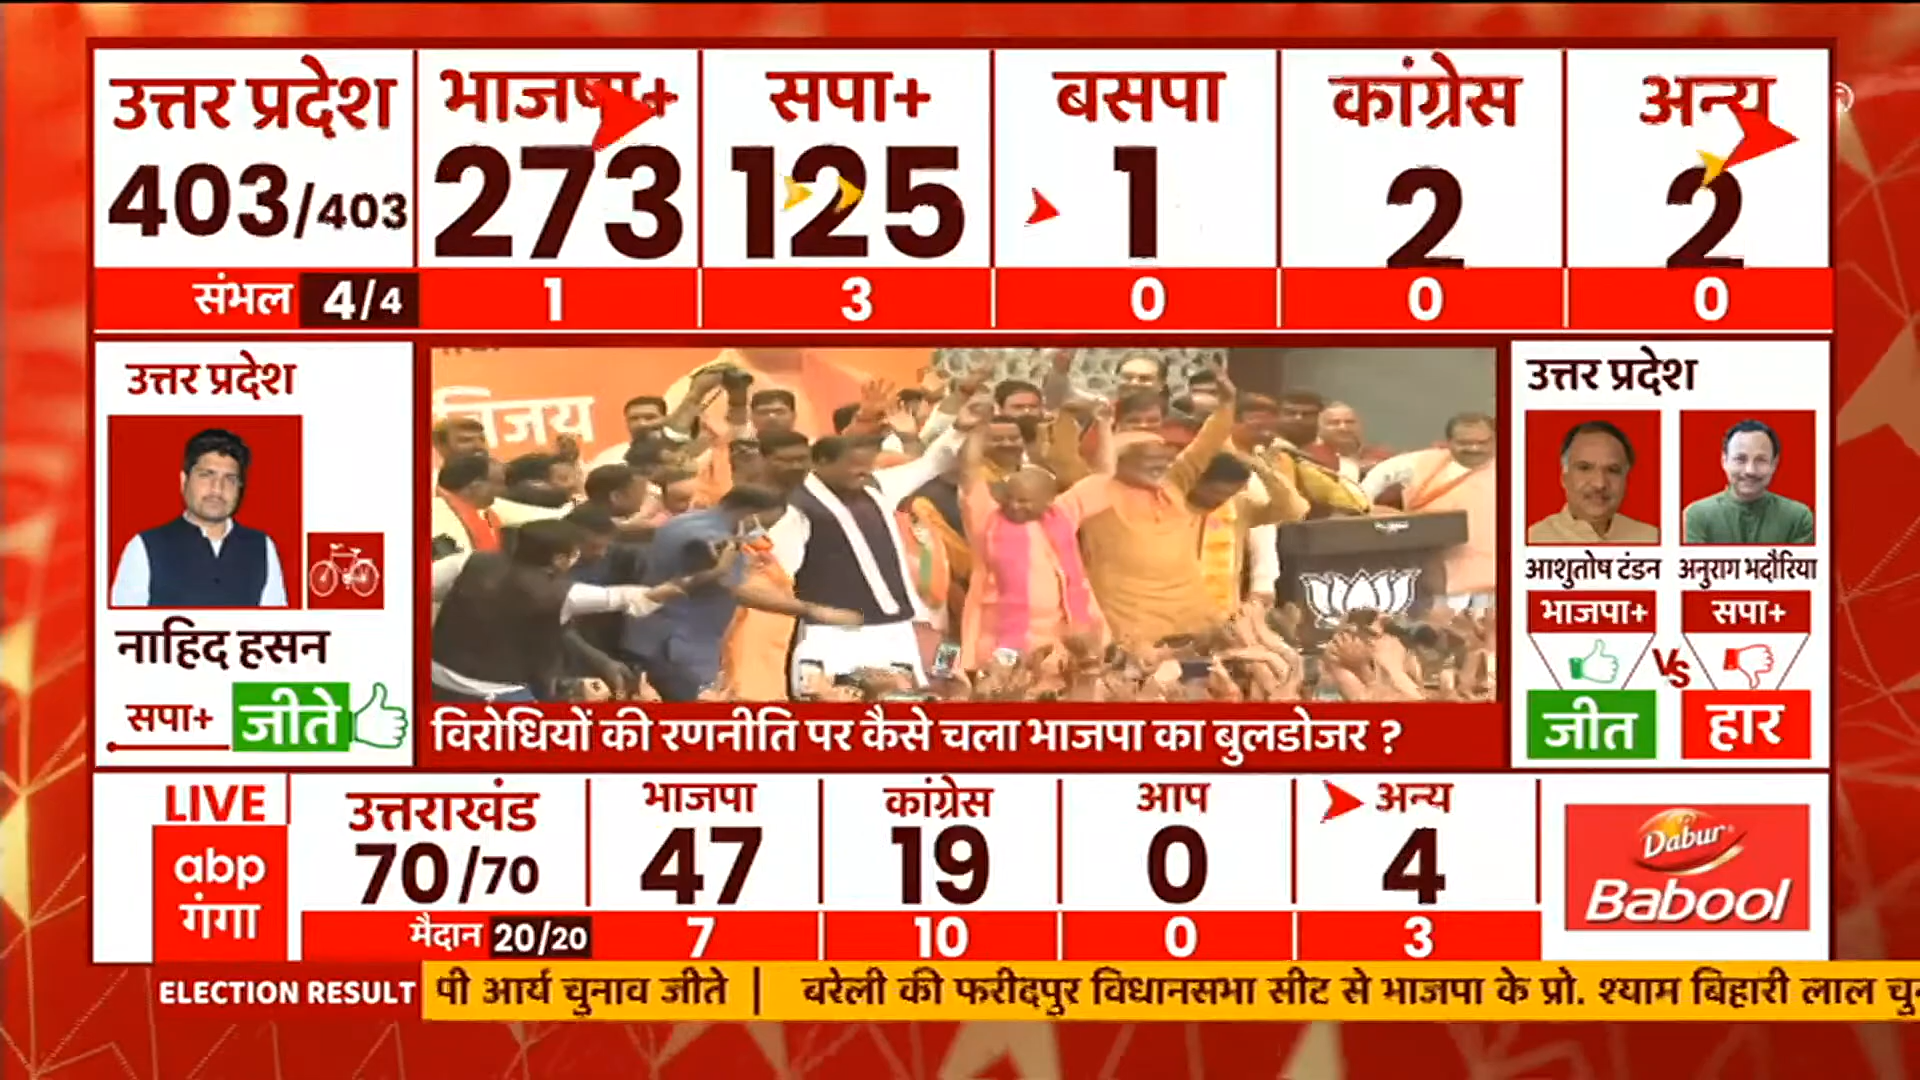 उत्तर प्रदेश
403/403
भाजपा+
273
सपा+
125
बसपा
1
कांग्रेस
2
अन्य
2
संभल 4/4
1
3
0
0
0
उत्तर प्रदेश
नाहिद हसन
सपा+ जीते
विजय
विरोधियों की रणनीति पर कैसे चला भाजपा का बुलडोजर ?
उत्तर प्रदेश
आशुतोष टंडन
अनुराग भदौरिया
भाजपा+
सपा+
vs
जीत
हार
LIVE
abp
गंगा
उत्तराखंड
70/70
भाजपा
47
कांग्रेस
19
आप
0
अन्य
4
मैदान 20/20
7
10
0
3
Dabur
Babool
ELECTION RESULT
पी आर्य चुनाव जीते | बरेली की फरीदपुर विधानसभा सीट से भाजपा के प्रो. श्याम बिहारी लाल